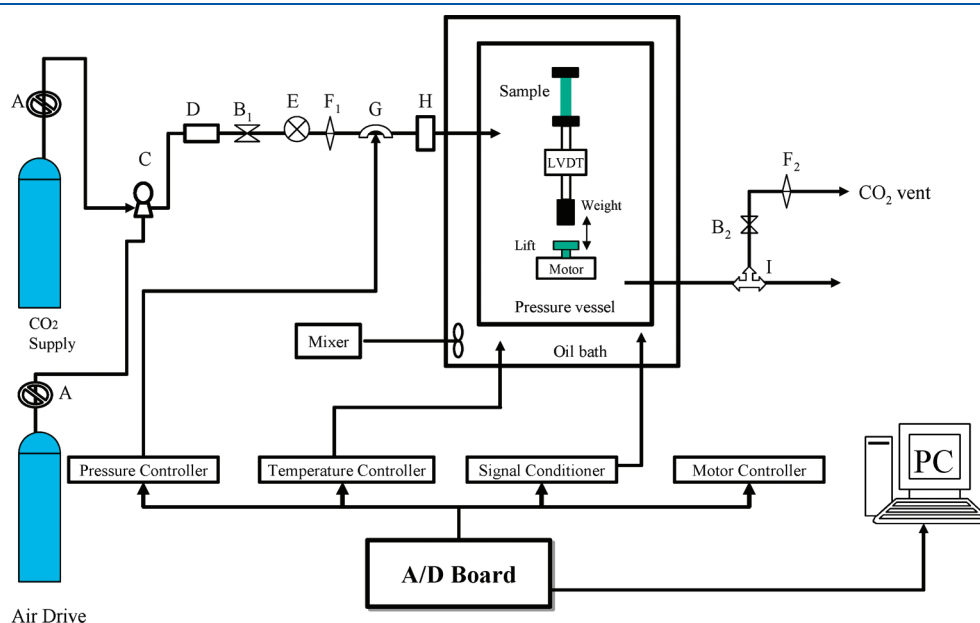 A
D
B₁
E
F₁
G
H
C
Sample
LVDT
Weight
Lift
Motor
Pressure vessel
Oil bath
F₂
CO₂ vent
B₂
I
CO2
Supply
Mixer
A
Pressure Controller
Temperature Controller
Signal Conditioner
Motor Controller
PC
A/D Board
Air Drive